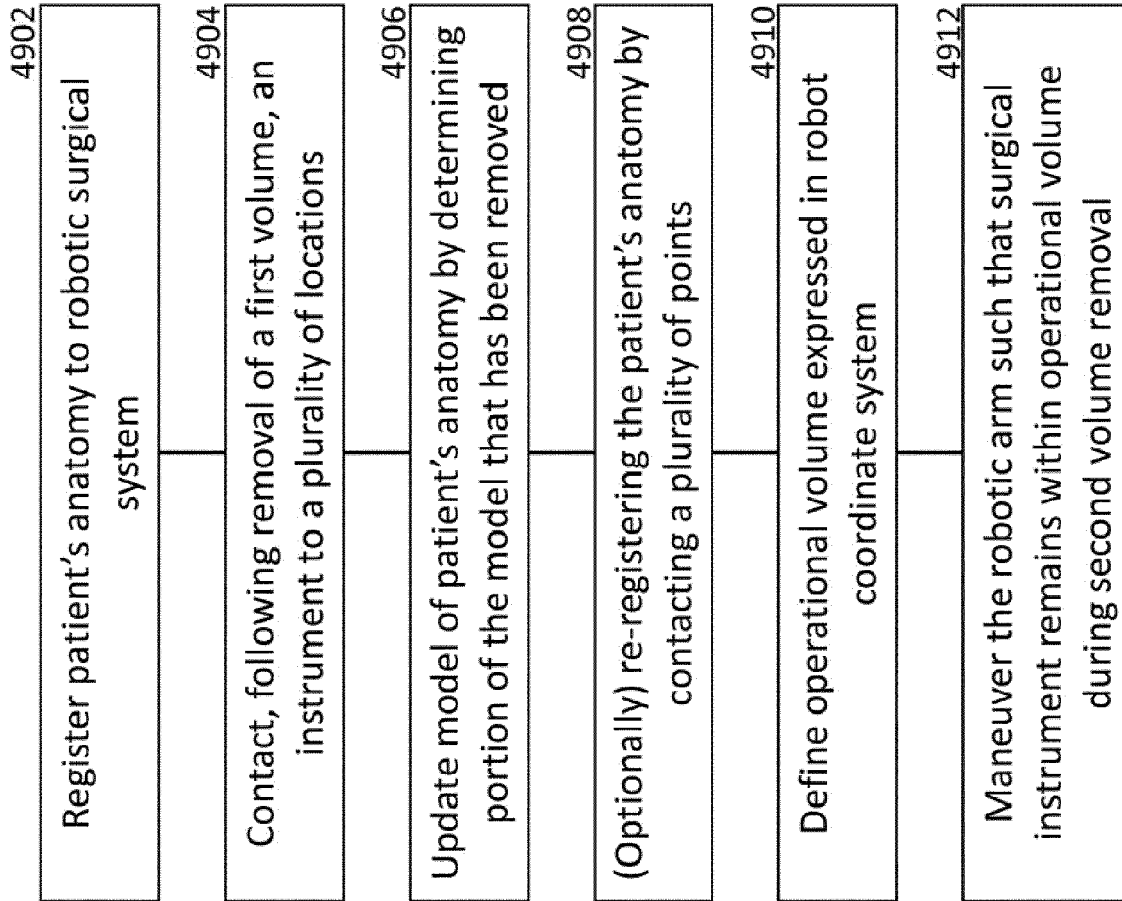 4902
Register patient's anatomy to robotic surgical
system
4904
Contact, following removal of a first volume, an
instrument to a plurality of locations
4906
Update model of patient's anatomy by determining
portion of the model that has been removed
4908
(Optionally) re-registering the patient's anatomy by
contacting a plurality of points
4910
Define operational volume expressed in robot
coordinate system
4912
Maneuver the robotic arm such that surgical
instrument remains within operational volume
during second volume removal